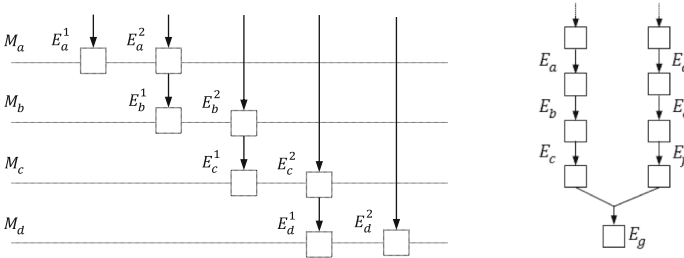 M_a E_a^1 E_a^2
M_b E_b^1 E_b^2
M_c E_c^1 E_c^2
M_d E_d^1 E_d^2
E_a
E_b
E_c
E_g